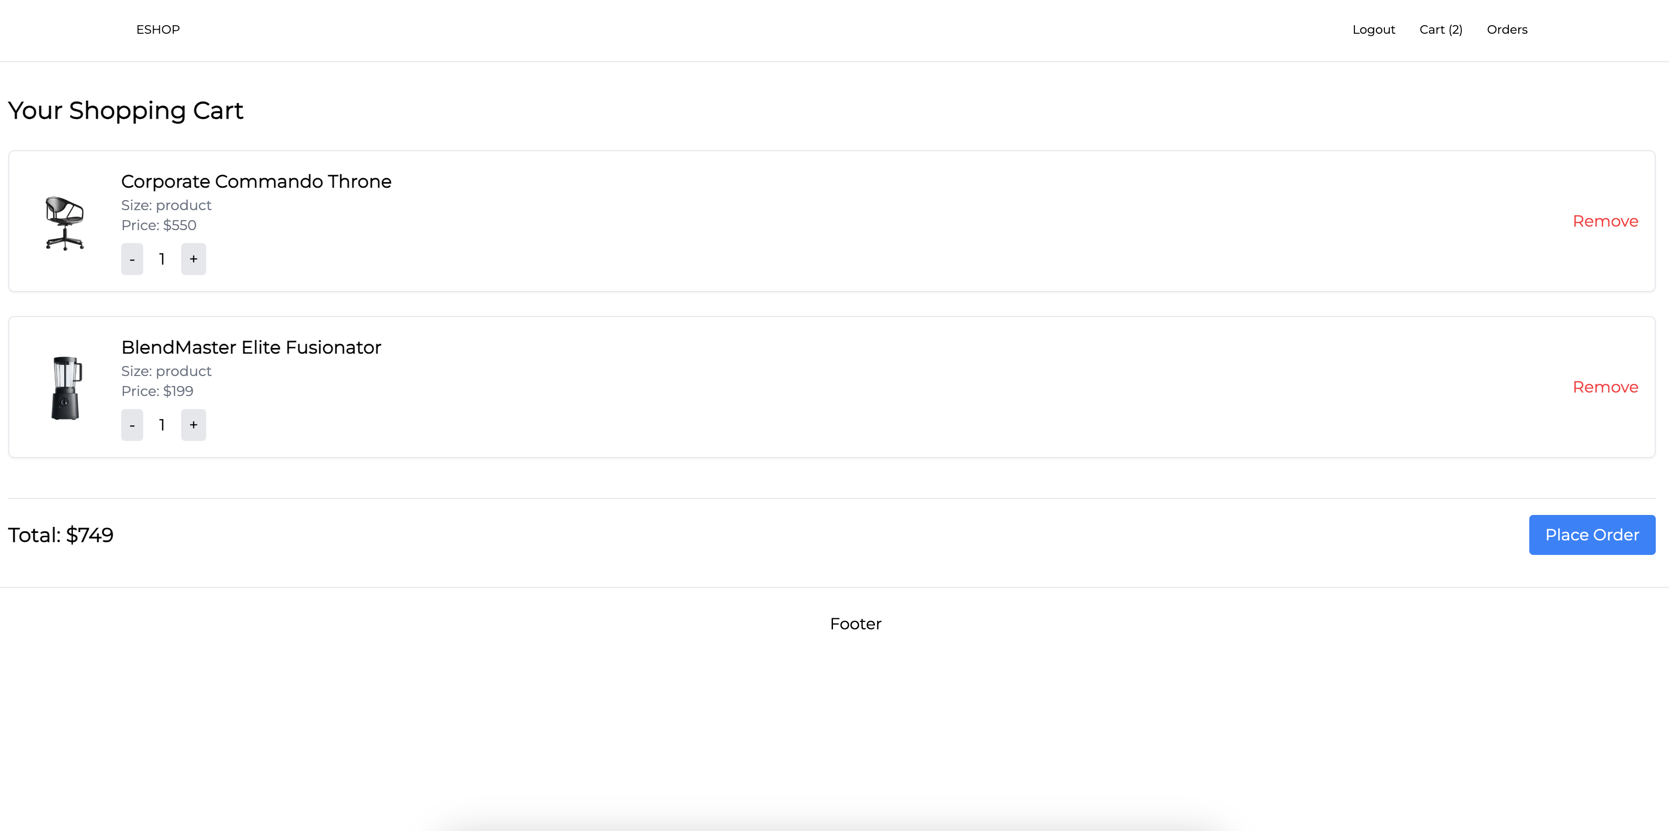 ESHOP
Logout
Cart (2)
Orders
Your Shopping Cart
Corporate Commando Throne
Size: product
Price: $550
- 1 +
Remove
BlendMaster Elite Fusionator
Size: product
Price: $199
- 1 +
Remove
Total: $749
Place Order
Footer